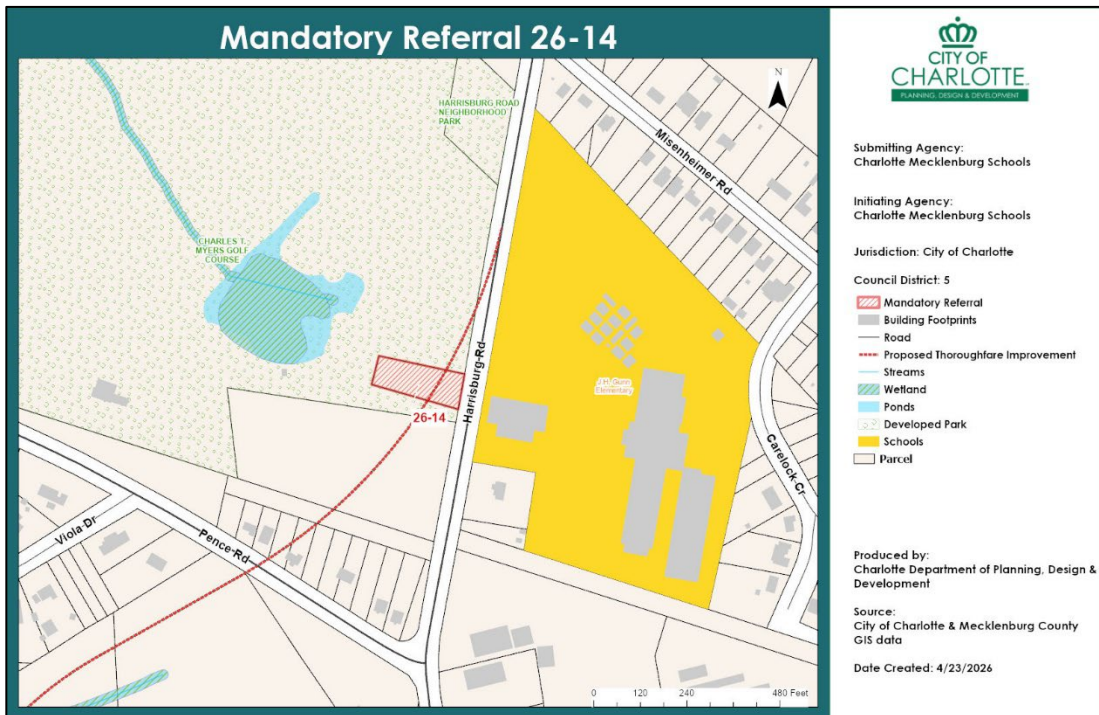 Mandatory Referral 26-14
N
HARRISBURG ROAD
NEIGHBORHOOD
PARK
Misenheimer Rd
CHARLES T.
MYERS GOLF
COURSE
Harrisburg Rd
J.H. Gunn
Elementary
26-14
Carelock Cr
Viola Dr
Pence Rd
0 120 240 480 Feet
CITY OF
CHARLOTTE
PLANNING, DESIGN & DEVELOPMENT
Submitting Agency:
Charlotte Mecklenburg Schools
Initiating Agency:
Charlotte Mecklenburg Schools
Jurisdiction: City of Charlotte
Council District: 5
Mandatory Referral
Building Footprints
Road
Proposed Thoroughfare Improvement
Streams
Wetland
Ponds
Developed Park
Schools
Parcel
Produced by:
Charlotte Department of Planning, Design &
Development
Source:
City of Charlotte & Mecklenburg County
GIS data
Date Created: 4/23/2026